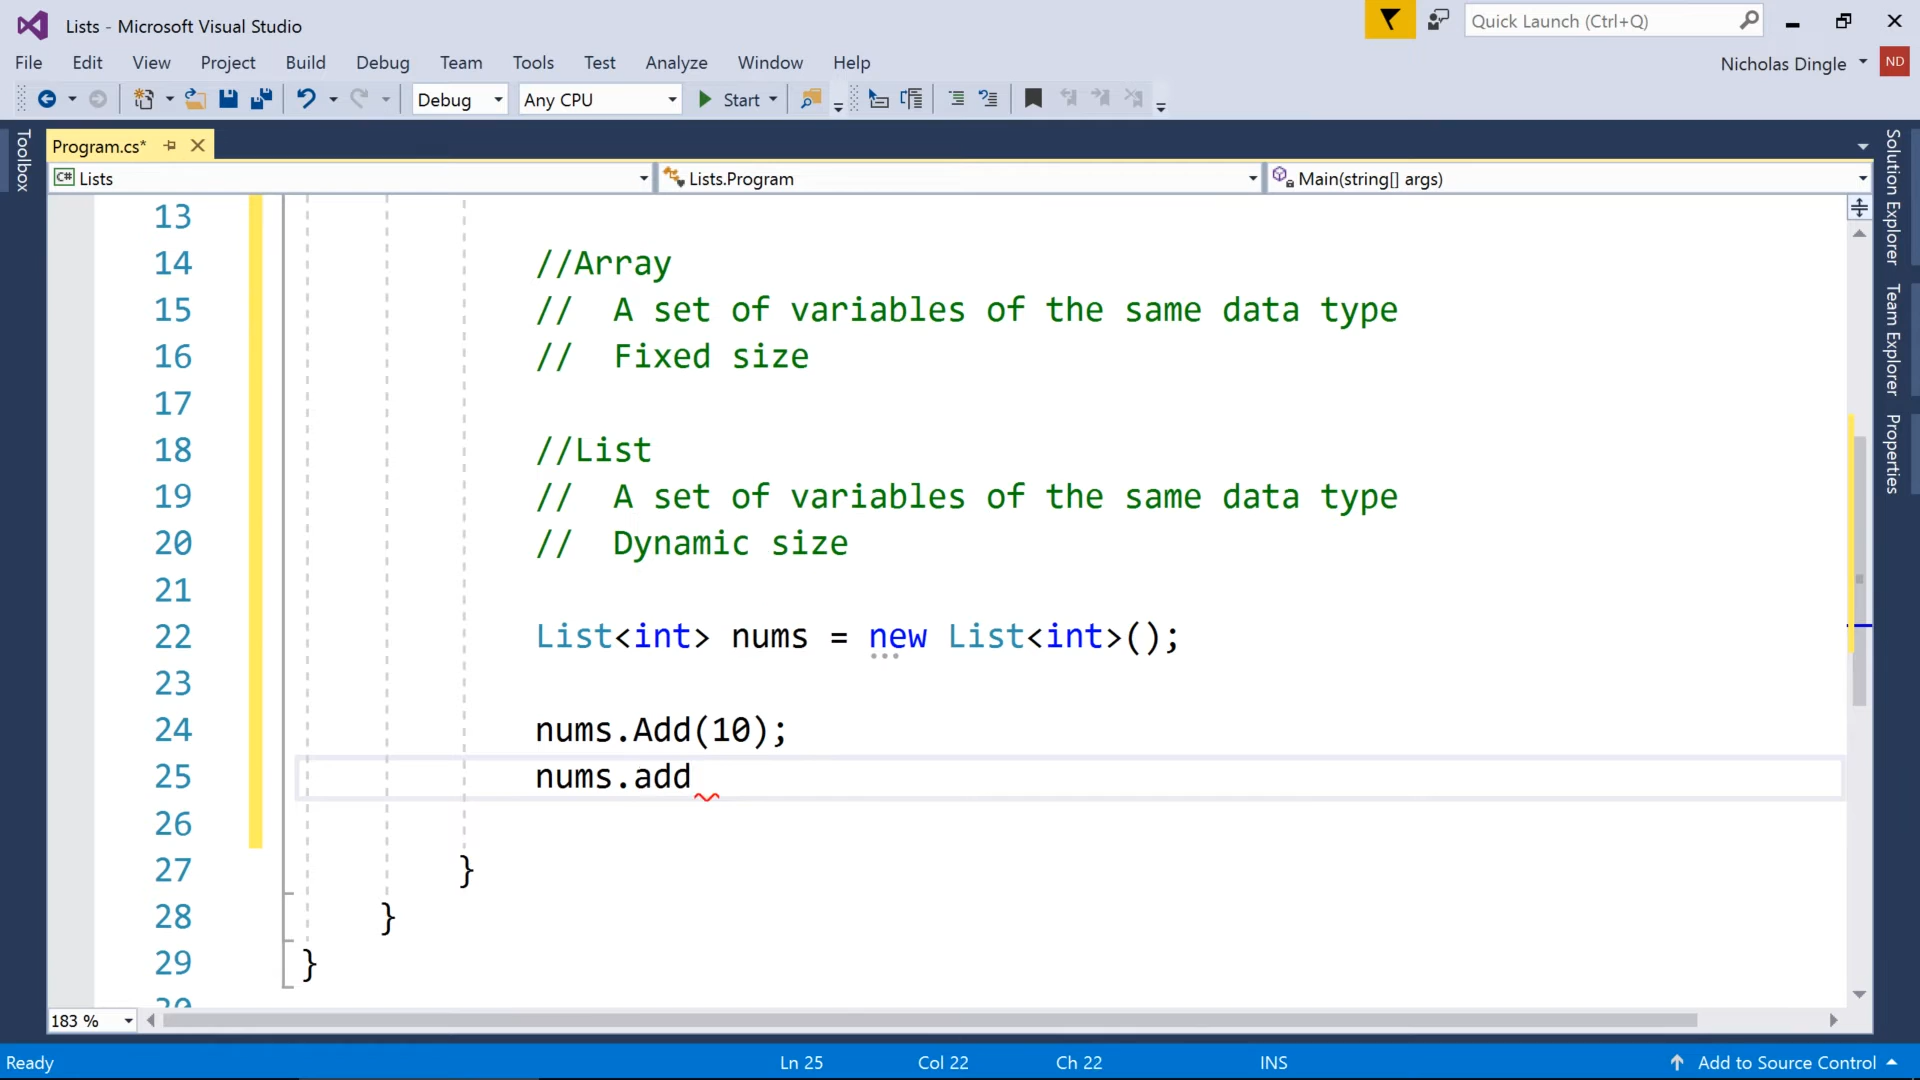 Lists - Microsoft Visual Studio
Quick Launch (Ctrl+Q)
File Edit View Project Build Debug Team Tools Test Analyze Window Help
Nicholas Dingle ND
Debug Any CPU Start
Toolbox
Program.cs*
C# Lists Lists.Program Main(string[] args)
13
14 //Array
15 // A set of variables of the same data type
16 // Fixed size
17
18 //List
19 // A set of variables of the same data type
20 // Dynamic size
21
22 List<int> nums = new List<int>();
23
24 nums.Add(10);
25 nums.add
26
27 }
28 }
29 }
30
Solution Explorer
Team Explorer
Properties
183 %
Ready Ln 25 Col 22 Ch 22 INS Add to Source Control